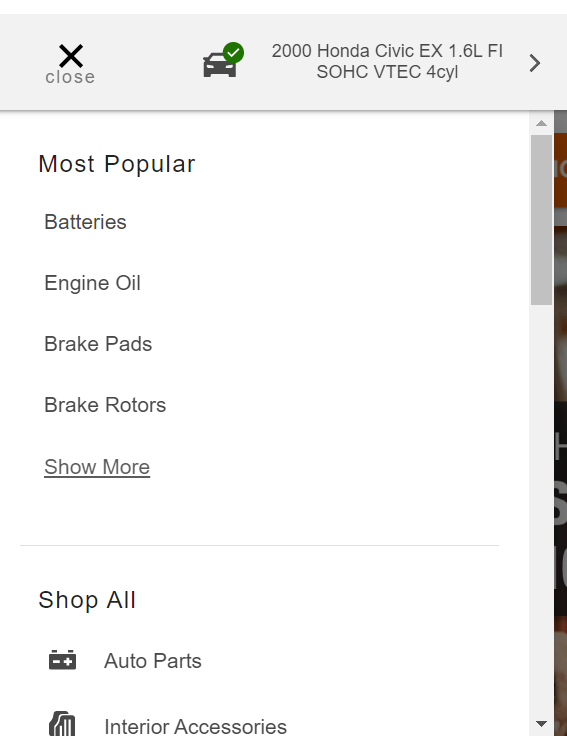 close
2000 Honda Civic EX 1.6L FI
SOHC VTEC 4cyl
Most Popular
Batteries
Engine Oil
Brake Pads
Brake Rotors
Show More
Shop All
Auto Parts
Interior Accessories